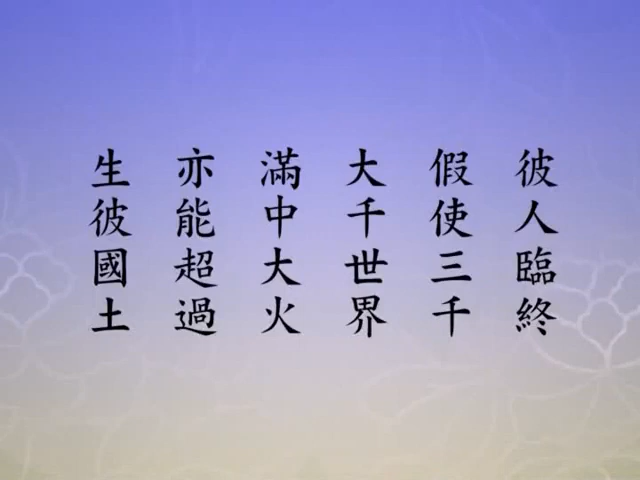 彼人臨終
假使三千
大千世界
滿中大火
亦能超過
生彼國土